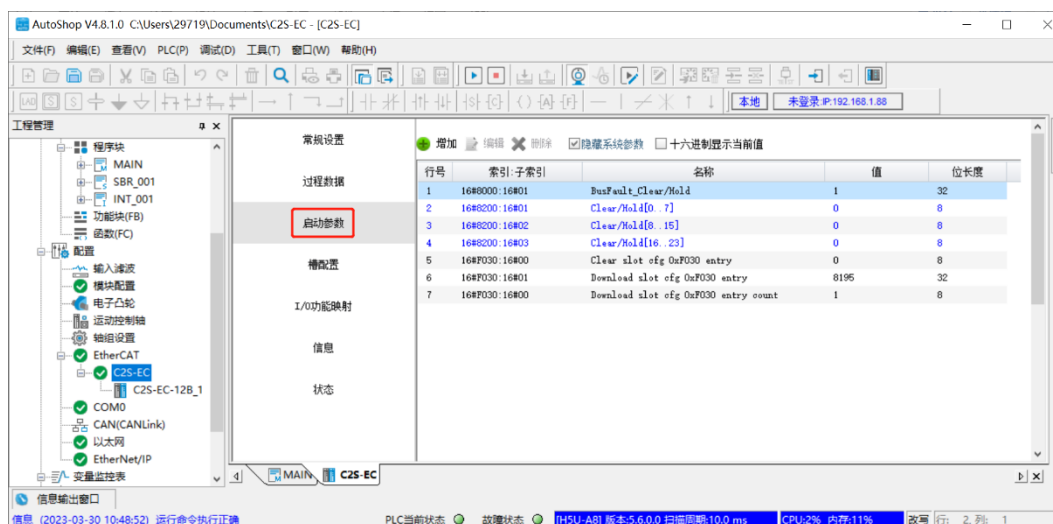 AutoShop V4.8.1.0 C:\Users\29719\Documents\C2S-EC - [C2S-EC]
文件(F) 编辑(E) 查看(V) PLC(P) 调试(D) 工具(T) 窗口(W) 帮助(H)
本地 未登录:IP:192.168.1.88
工程管理
程序块
MAIN
SBR_001
INT_001
功能块(FB)
函数(FC)
配置
输入滤波
模块配置
电子凸轮
运动控制轴
轴组设置
EtherCAT
C2S-EC
C2S-EC-12B_1
COM0
CAN(CANLink)
以太网
EtherNet/IP
变量监控表
常规设置
过程数据
启动参数
槽配置
I/O功能映射
信息
状态
增加 编辑 删除 隐藏系统参数 十六进制显示当前值
行号 索引:子索引 名称 值 位长度
1 16#8000:16#01 BusFault_Clear/Hold 1 32
2 16#8200:16#01 Clear/Hold[0..7] 0 8
3 16#8200:16#02 Clear/Hold[8..15] 0 8
4 16#8200:16#03 Clear/Hold[16..23] 0 8
5 16#F030:16#00 Clear slot cfg 0xF030 entry 0 8
6 16#F030:16#01 Download slot cfg 0xF030 entry 8195 32
7 16#F030:16#00 Download slot cfg 0xF030 entry count 1 8
MAIN C2S-EC
信息输出窗口
信息 (2023-03-30 10:48:52) 运行命令执行正确 PLC当前状态 故障状态 [H5U-A8] 版本:5.6.0.0 扫描周期:10.0 ms CPU:2% 内存:11% 改写 行: 2, 列: 1